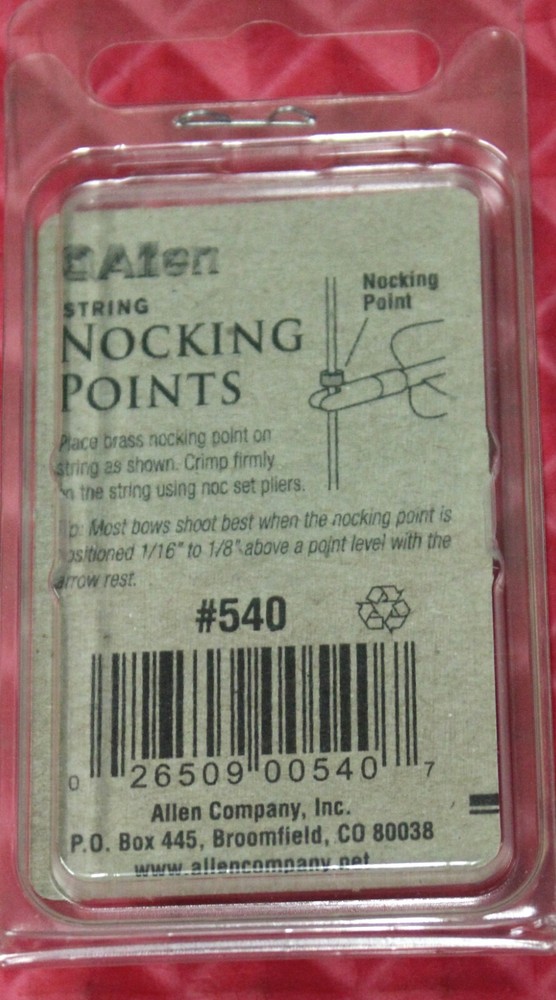 Allen
STRING
NOCKING
POINTS
Nocking
Point
Place brass nocking point on
string as shown. Crimp firmly
on the string using noc set pliers.
Tip: Most bows shoot best when the nocking point is
positioned 1/16" to 1/8" above a point level with the
arrow rest.
#540
0 26509 00540 7
Allen Company, Inc.
P.O. Box 445, Broomfield, CO 80038
www.allencompany.net